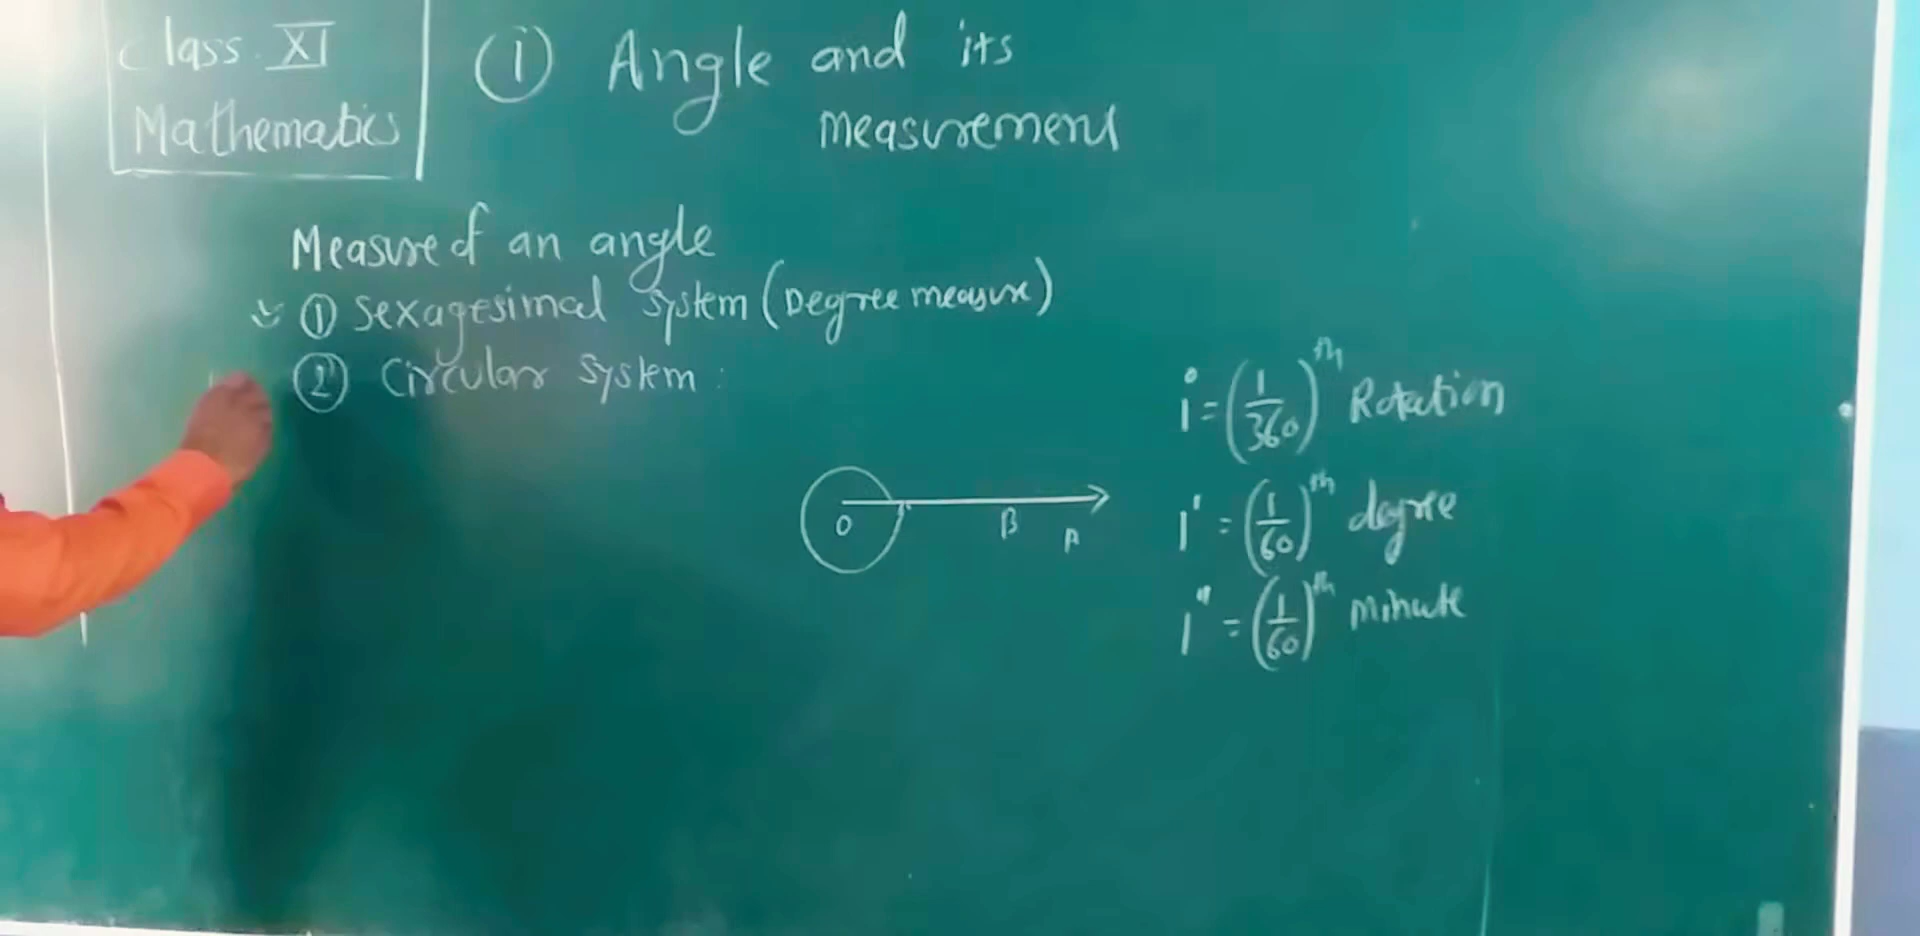 Class. XI
Mathematics
① Angle and its
measurement
Measure of an angle
① Sexagesimal system (Degree measure)
② Circular system :
1° = (1/360)th Rotation
1' = (1/60)th degree
1" = (1/60)th minute
O B A